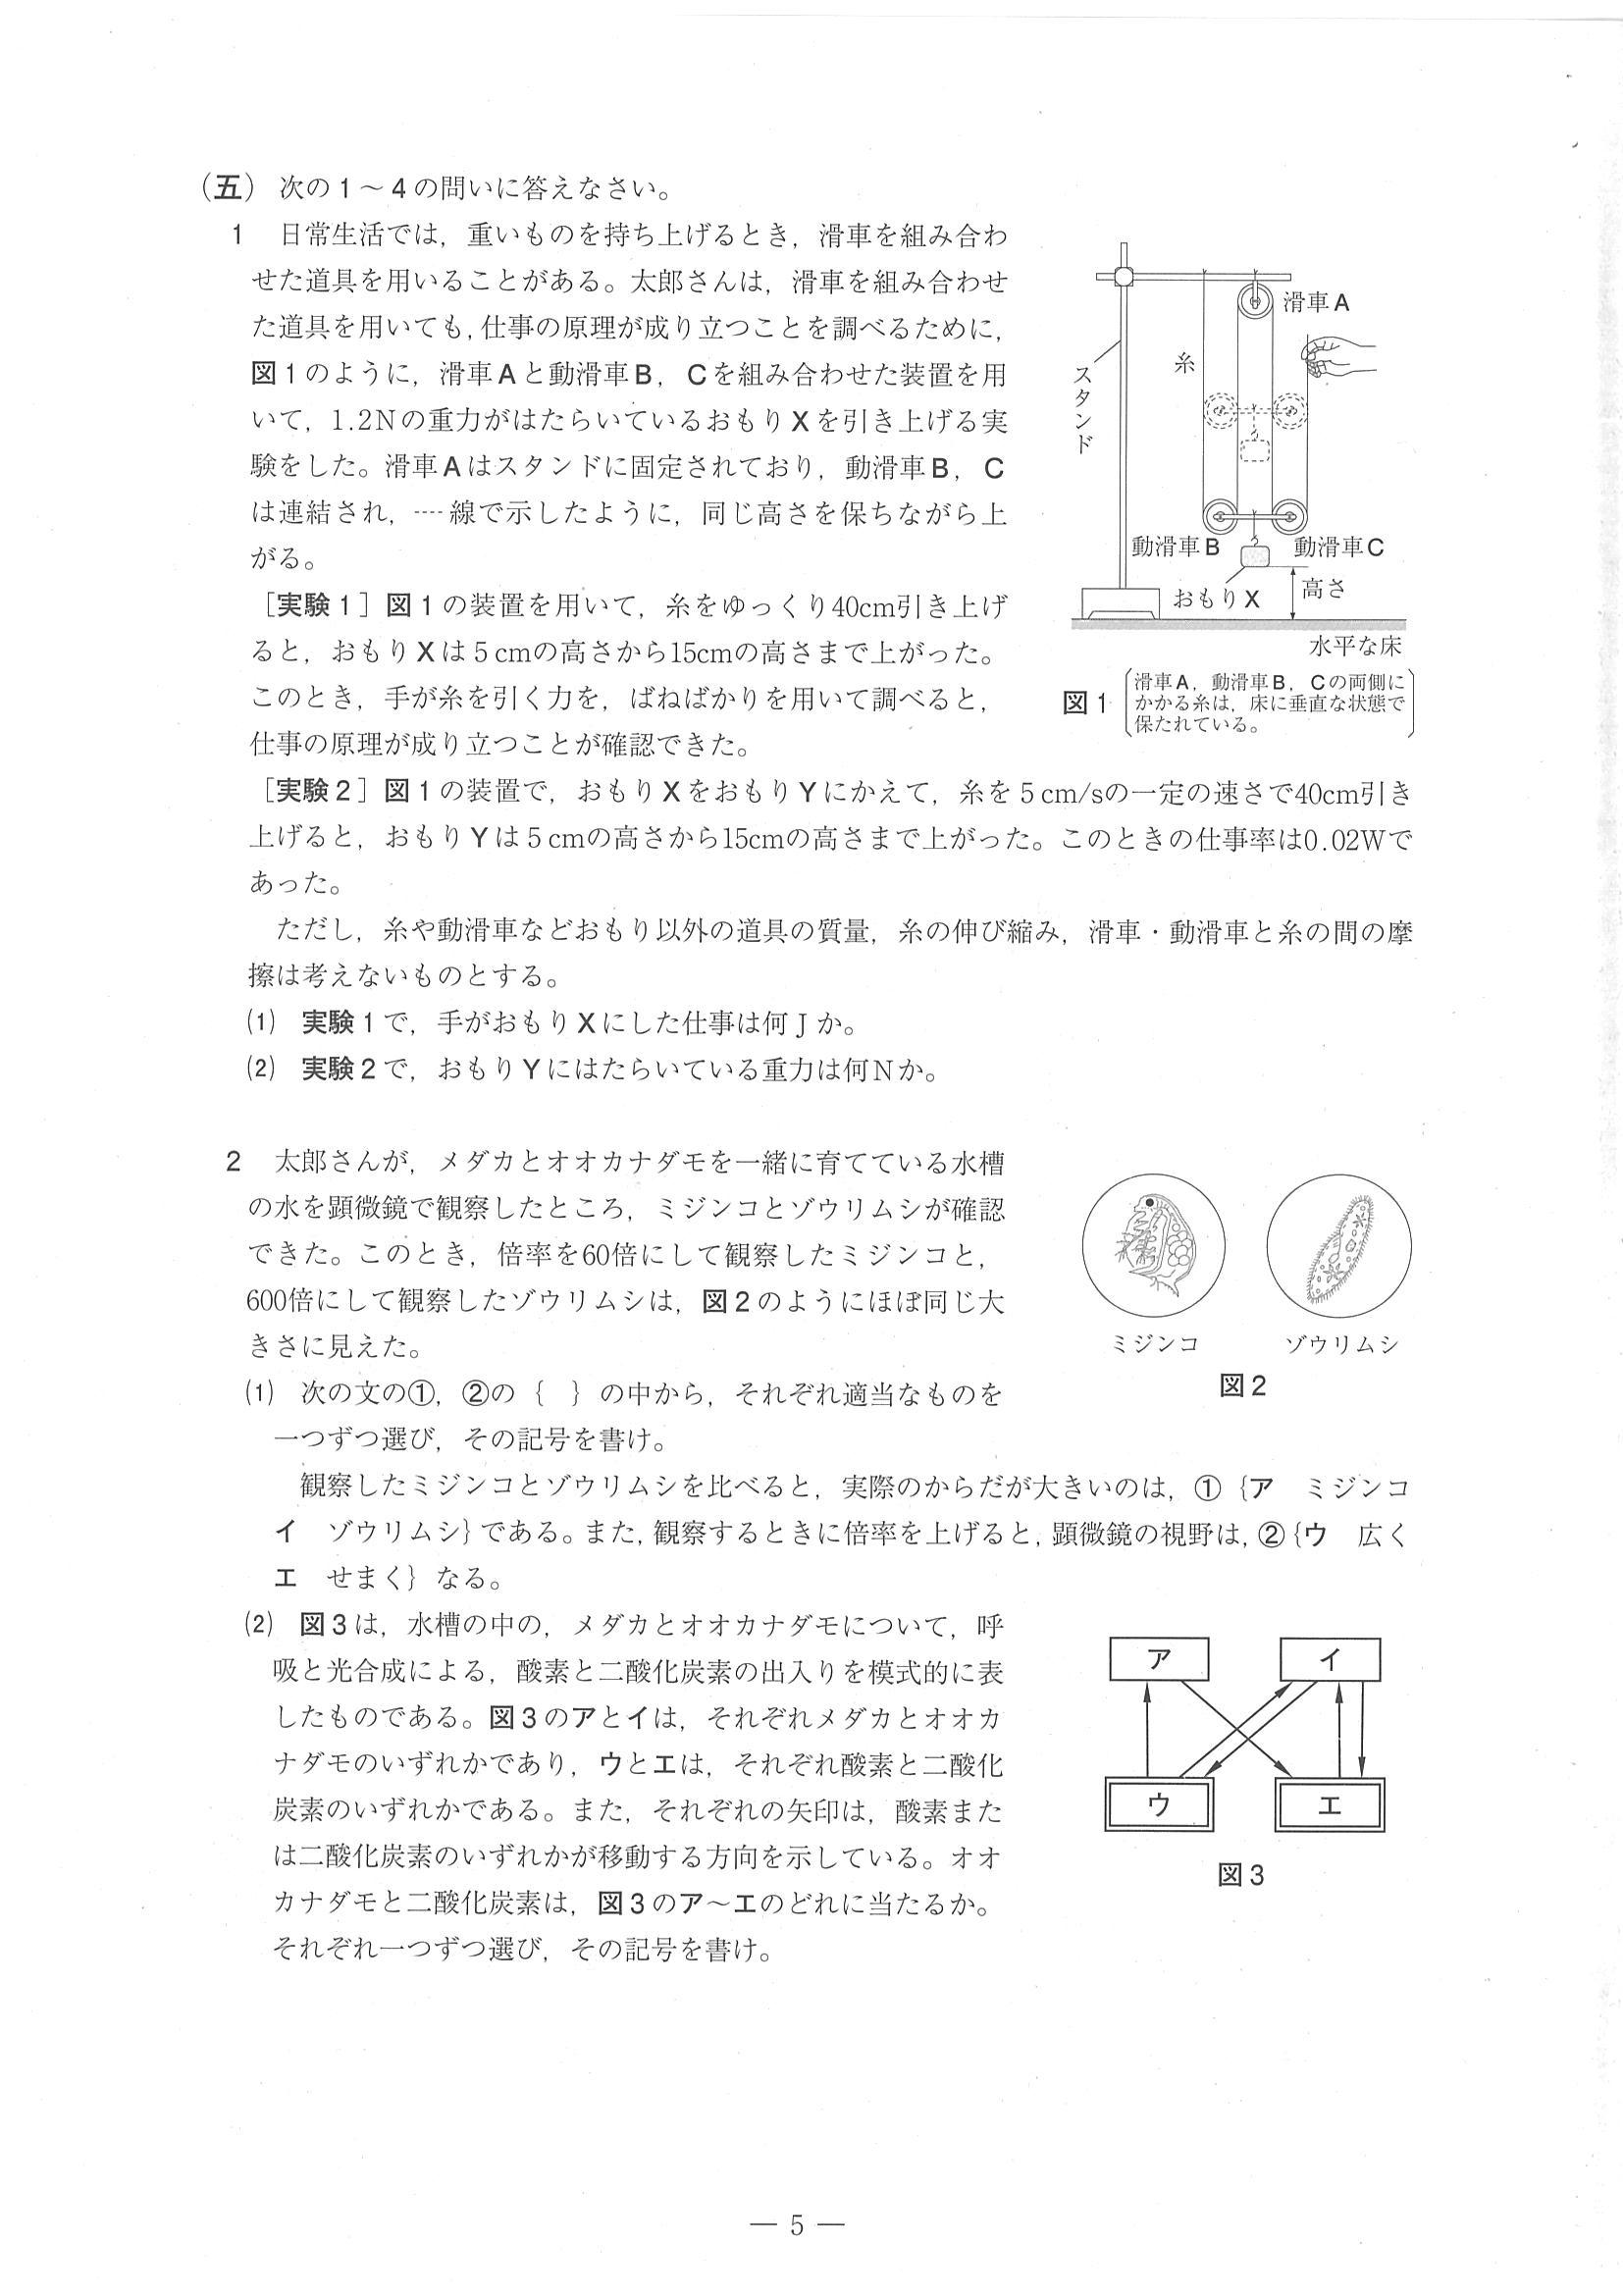 (五) 次の1～4の問いに答えなさい。
1 日常生活では，重いものを持ち上げるとき，滑車を組み合わ
せた道具を用いることがある。太郎さんは，滑車を組み合わせ
た道具を用いても，仕事の原理が成り立つことを調べるために，
図1のように，滑車Aと動滑車B，Cを組み合わせた装置を用
いて，1.2Nの重力がはたらいているおもりXを引き上げる実
験をした。滑車Aはスタンドに固定されており，動滑車B，C
は連結され，----線で示したように，同じ高さを保ちながら上
がる。
［実験1］図1の装置を用いて，糸をゆっくり40cm引き上げ
ると，おもりXは5cmの高さから15cmの高さまで上がった。
このとき，手が糸を引く力を，ばねばかりを用いて調べると，
仕事の原理が成り立つことが確認できた。
滑車A
糸
スタンド
動滑車B
動滑車C
おもりX
高さ
水平な床
図1
滑車A，動滑車B，Cの両側に
かかる糸は，床に垂直な状態で
保たれている。
［実験2］図1の装置で，おもりXをおもりYにかえて，糸を5cm/sの一定の速さで40cm引き
上げると，おもりYは5cmの高さから15cmの高さまで上がった。このときの仕事率は0.02Wで
あった。
ただし，糸や動滑車などおもり以外の道具の質量，糸の伸び縮み，滑車・動滑車と糸の間の摩
擦は考えないものとする。
(1) 実験1で，手がおもりXにした仕事は何Jか。
(2) 実験2で，おもりYにはたらいている重力は何Nか。
2 太郎さんが，メダカとオオカナダモを一緒に育てている水槽
の水を顕微鏡で観察したところ，ミジンコとゾウリムシが確認
できた。このとき，倍率を60倍にして観察したミジンコと，
600倍にして観察したゾウリムシは，図2のようにほぼ同じ大
きさに見えた。
ミジンコ
ゾウリムシ
図2
(1) 次の文の①，②の｛ ｝の中から，それぞれ適当なものを
一つずつ選び，その記号を書け。
観察したミジンコとゾウリムシを比べると，実際のからだが大きいのは，①｛ア ミジンコ
イ ゾウリムシ｝である。また，観察するときに倍率を上げると，顕微鏡の視野は，②｛ウ 広く
エ せまく｝なる。
(2) 図3は，水槽の中の，メダカとオオカナダモについて，呼
吸と光合成による，酸素と二酸化炭素の出入りを模式的に表
したものである。図3のアとイは，それぞれメダカとオオカ
ナダモのいずれかであり，ウとエは，それぞれ酸素と二酸化
炭素のいずれかである。また，それぞれの矢印は，酸素また
は二酸化炭素のいずれかが移動する方向を示している。オオ
カナダモと二酸化炭素は，図3のア～エのどれに当たるか。
それぞれ一つずつ選び，その記号を書け。
ア
イ
ウ
エ
図3
— 5 —